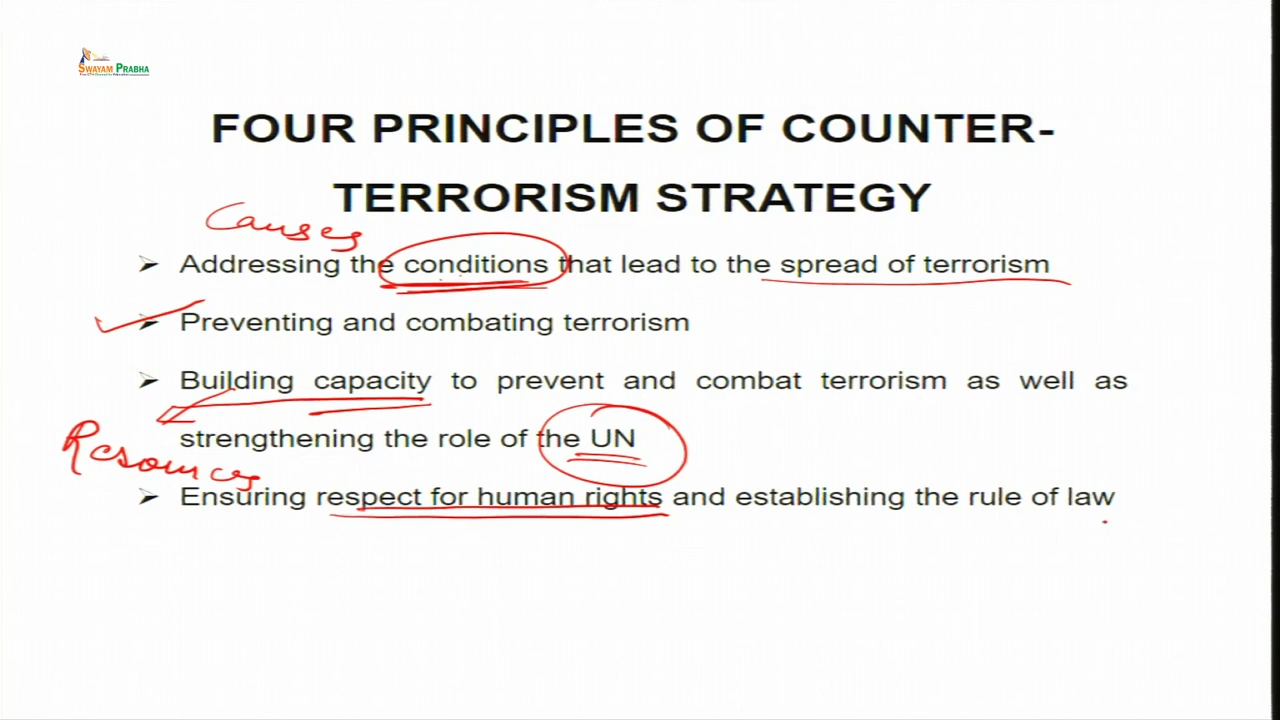 SWAYAM PRABHA
FOUR PRINCIPLES OF COUNTER-
TERRORISM STRATEGY
Causes
➢ Addressing the conditions that lead to the spread of terrorism
➢ Preventing and combating terrorism
➢ Building capacity to prevent and combat terrorism as well as
strengthening the role of the UN
Resources
➢ Ensuring respect for human rights and establishing the rule of law